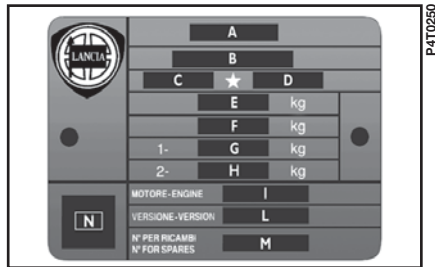 LANCIA
A
B
C ★ D
E kg
F kg
1- G kg
2- H kg
MOTORE-ENGINE I
VERSIONE-VERSION L
N
N° PER RICAMBI
N° FOR SPARES M
P4T0250